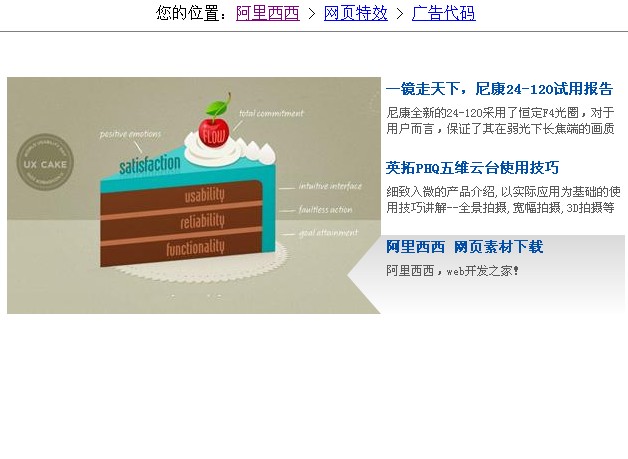 您的位置：阿里西西 > 网页特效 > 广告代码
total commitment
positive emotions
FLOW
satisfaction
UX CAKE
usability
intuitive interface
reliability
faultless action
functionality
goal attainment
一镜走天下，尼康24-120试用报告
尼康全新的24-120采用了恒定F4光圈，对于
用户而言，保证了其在弱光下长焦端的画质
英拓PHQ五维云台使用技巧
细致入微的产品介绍,以实际应用为基础的使
用技巧讲解--全景拍摄,宽幅拍摄,3D拍摄等
阿里西西 网页素材下载
阿里西西，web开发之家！